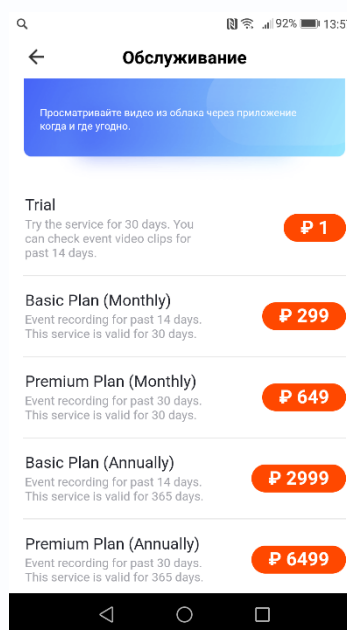 92% 13:5
Обслуживание
Просматривайте видео из облака через приложение
когда и где угодно.
Trial
Try the service for 30 days. You
can check event video clips for
past 14 days.
₽ 1
Basic Plan (Monthly)
Event recording for past 14 days.
This service is valid for 30 days.
₽ 299
Premium Plan (Monthly)
Event recording for past 30 days.
This service is valid for 30 days.
₽ 649
Basic Plan (Annually)
Event recording for past 14 days.
This service is valid for 365 days.
₽ 2999
Premium Plan (Annually)
Event recording for past 30 days.
This service is valid for 365 days.
₽ 6499